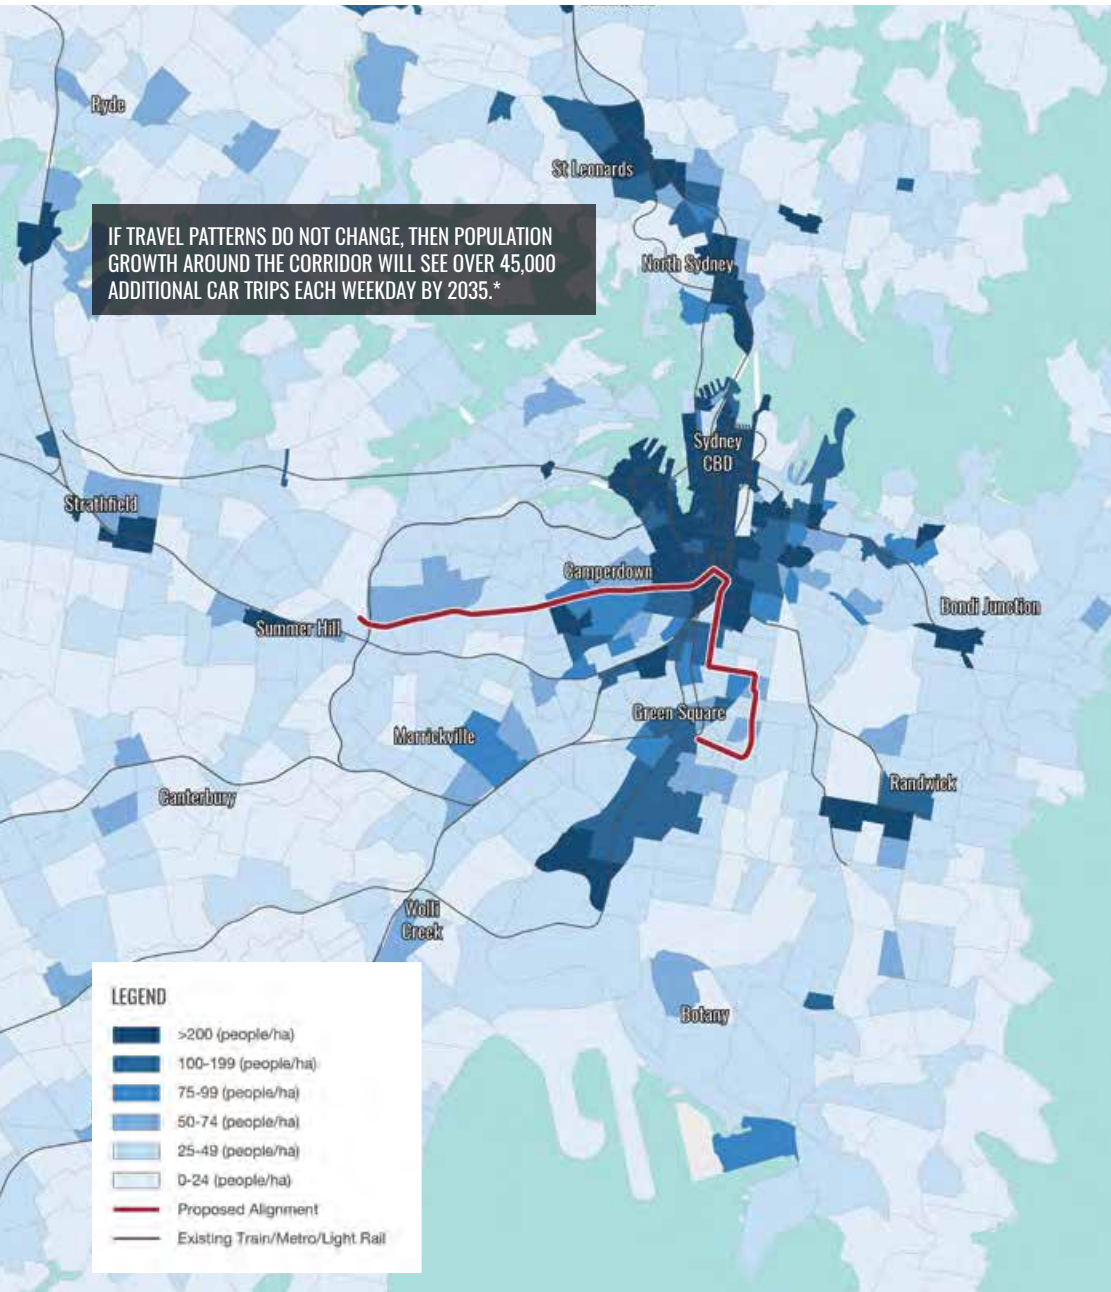 Ryde
St Leonards
IF TRAVEL PATTERNS DO NOT CHANGE, THEN POPULATION
GROWTH AROUND THE CORRIDOR WILL SEE OVER 45,000
ADDITIONAL CAR TRIPS EACH WEEKDAY BY 2035.*
North Sydney
Sydney
CBD
Strathfield
Camperdown
Bondi Junction
Summer Hill
Green Square
Marrickville
Randwick
Canterbury
Wolli
Creek
Botany
LEGEND
>200 (people/ha)
100-199 (people/ha)
75-99 (people/ha)
50-74 (people/ha)
25-49 (people/ha)
0-24 (people/ha)
Proposed Alignment
Existing Train/Metro/Light Rail